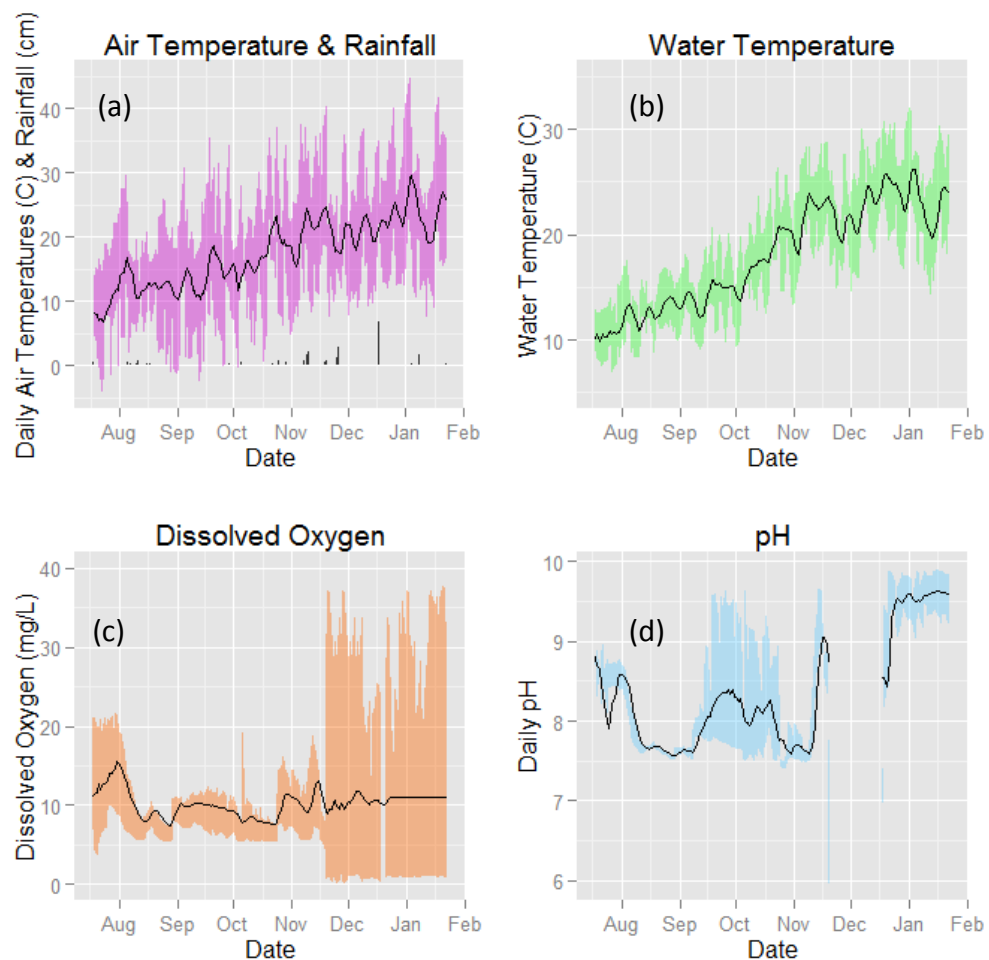 Air Temperature & Rainfall
Daily Air Temperatures (C) & Rainfall (cm)
(a)
40
30
20
10
0
Aug Sep Oct Nov Dec Jan Feb
Date
Water Temperature
Water Temperature (C)
(b)
30
20
10
Aug Sep Oct Nov Dec Jan Feb
Date
Dissolved Oxygen
Dissolved Oxygen (mg/L)
(c)
40
30
20
10
0
Aug Sep Oct Nov Dec Jan Feb
Date
pH
Daily pH
(d)
10
9
8
7
6
Aug Sep Oct Nov Dec Jan Feb
Date